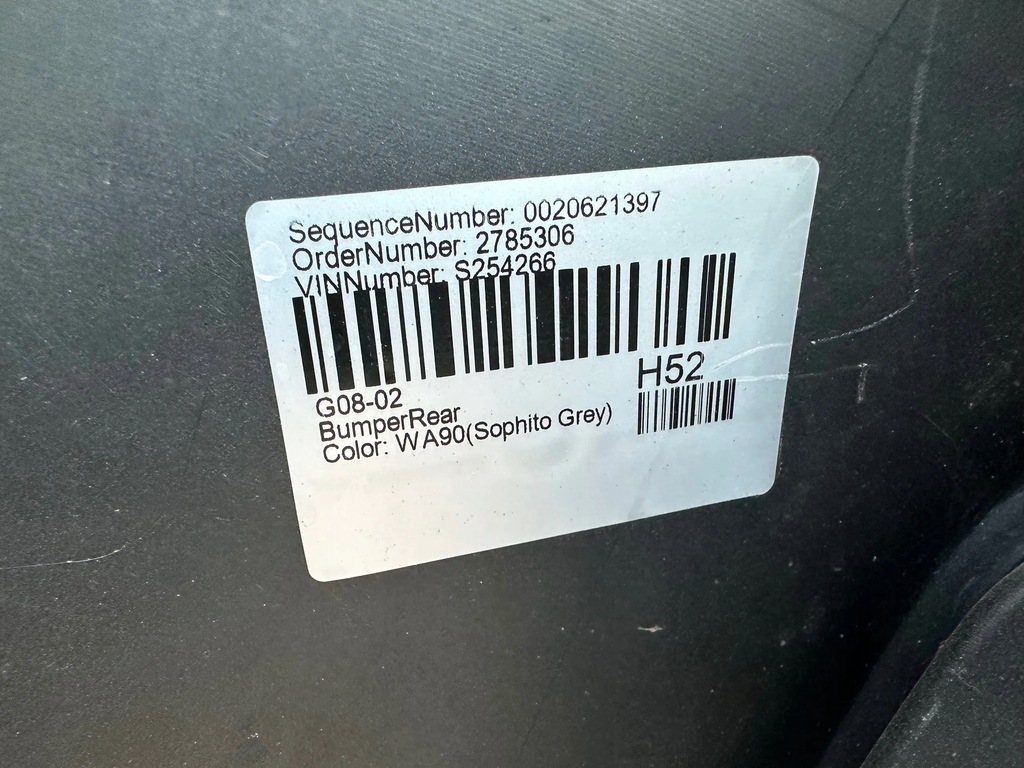 SequenceNumber: 0020621397
OrderNumber: 2785306
VINNumber: S254266
H52
G08-02
BumperRear
Color: WA90(Sophito Grey)